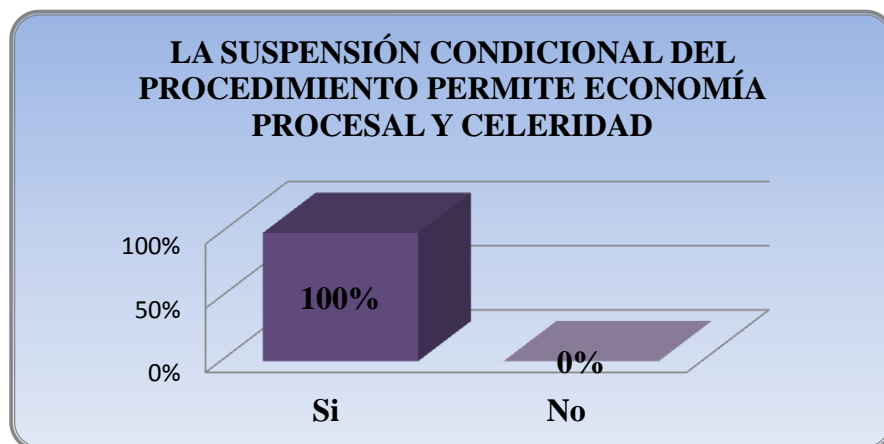 LA SUSPENSIÓN CONDICIONAL DEL
PROCEDIMIENTO PERMITE ECONOMÍA
PROCESAL Y CELERIDAD
100%
50%
0%
100%
0%
Si
No